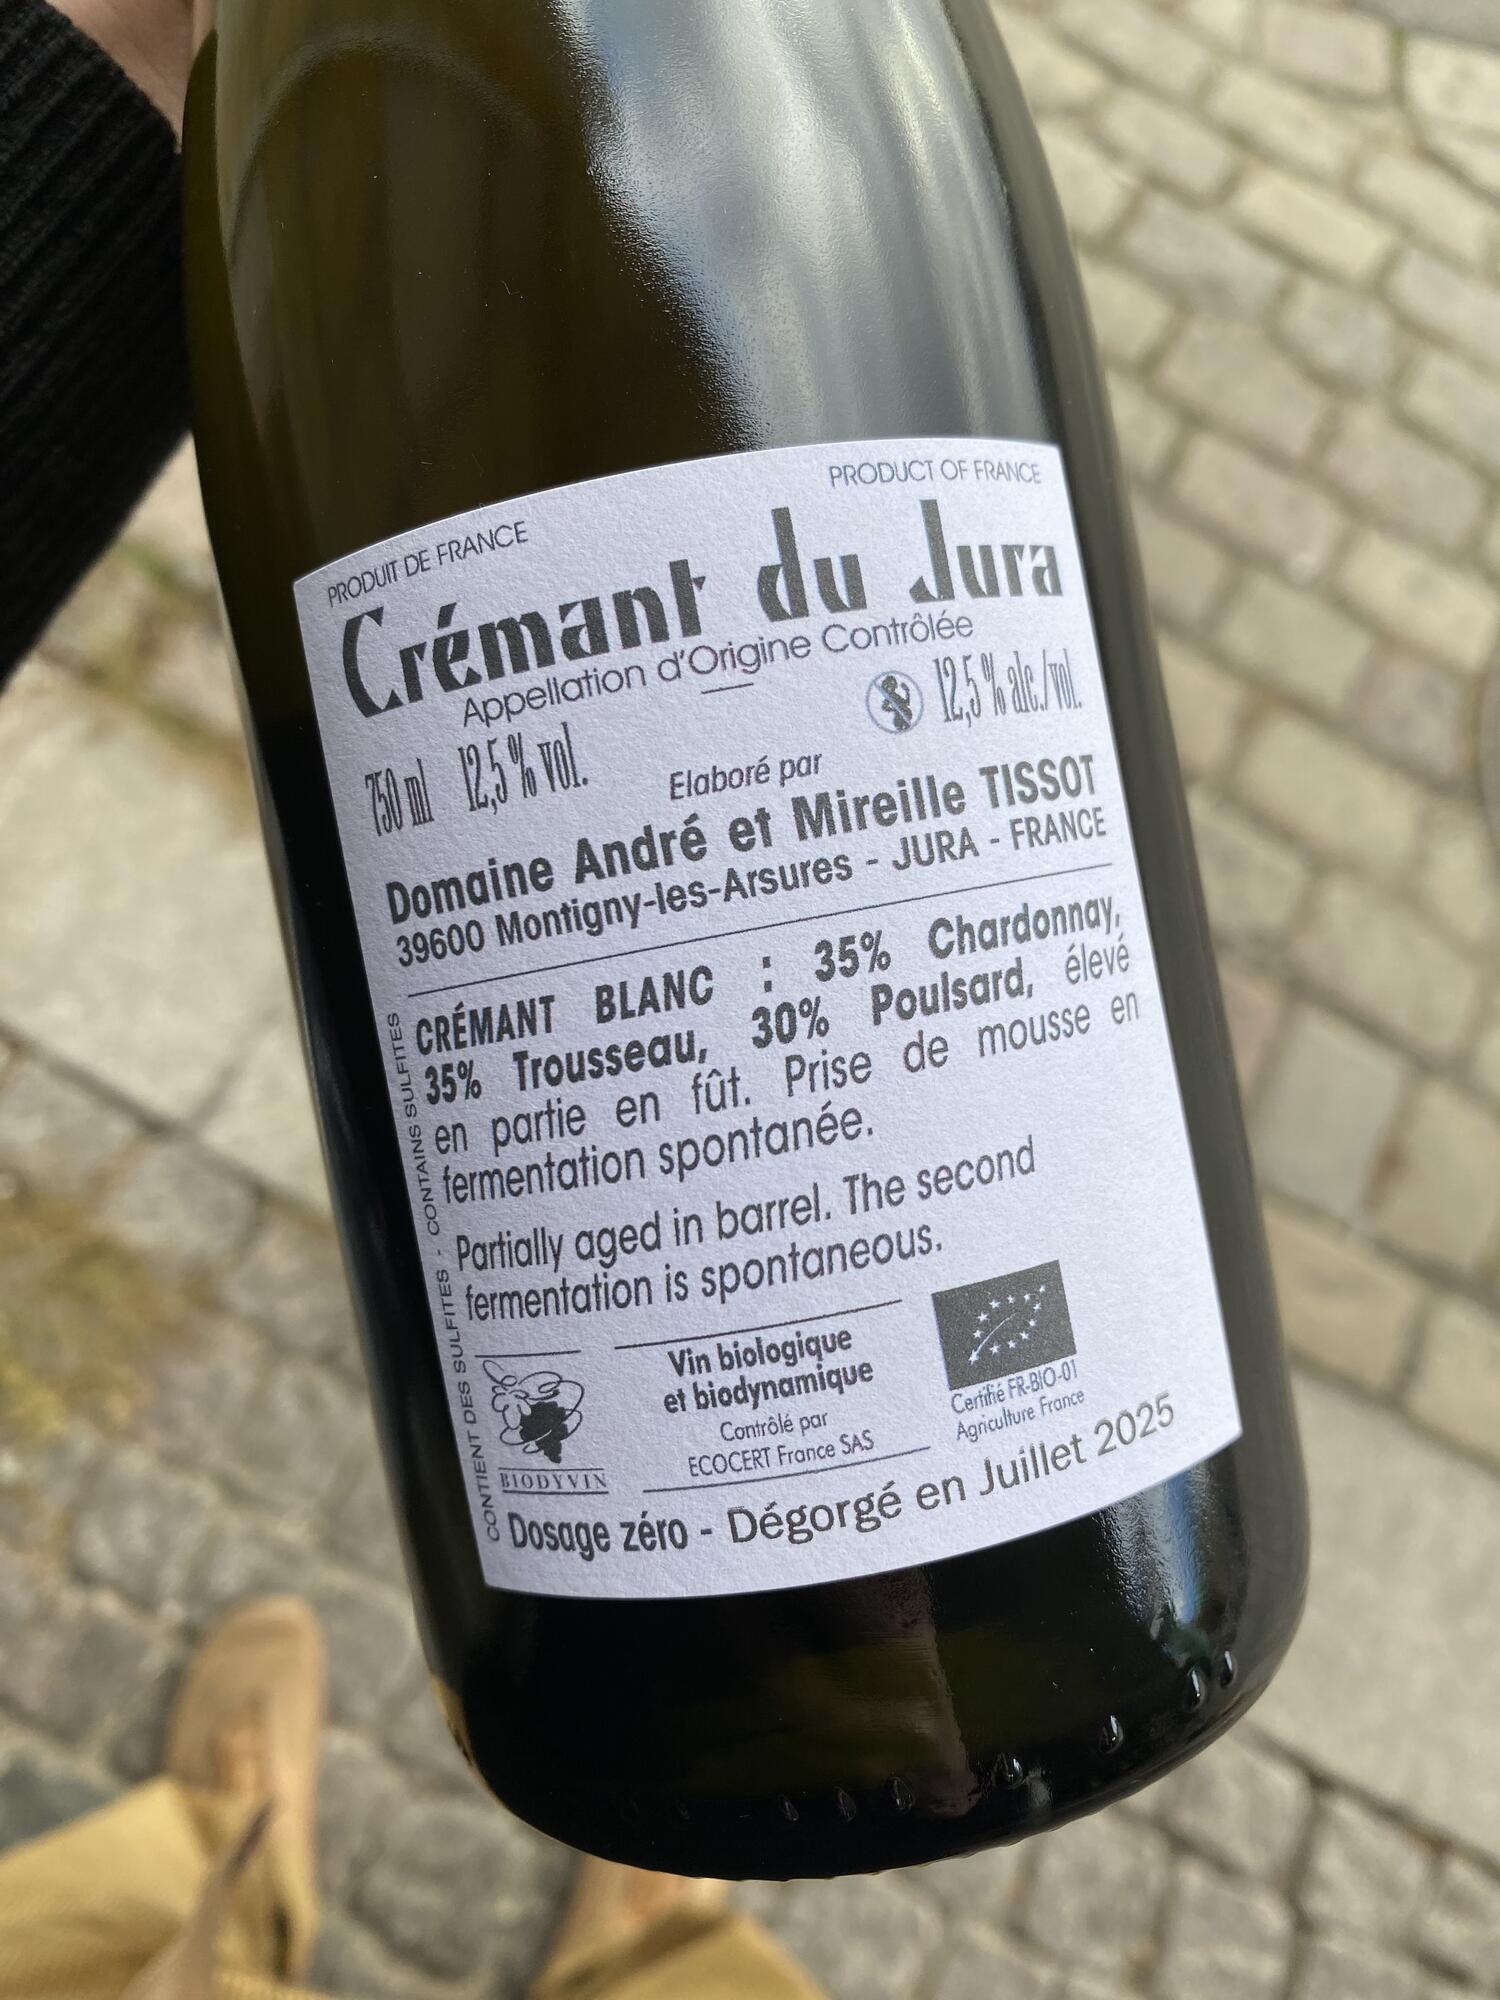 PRODUIT DE FRANCE
PRODUCT OF FRANCE
Crémant du Jura
Appellation d'Origine Contrôlée
750 ml 12,5 % vol.
12,5 % alc./vol.
Elaboré par
Domaine André et Mireille TISSOT
39600 Montigny-les-Arsures - JURA - FRANCE
CRÉMANT BLANC : 35% Chardonnay,
35% Trousseau, 30% Poulsard, élevé
en partie en fût. Prise de mousse en
fermentation spontanée.
Partially aged in barrel. The second
fermentation is spontaneous.
CONTIENT DES SULFITES - CONTAINS SULFITES
BIODYVIN
Vin biologique
et biodynamique
Contrôlé par
ECOCERT France SAS
Certifié FR-BIO-01
Agriculture France
Dosage zéro - Dégorgé en Juillet 2025